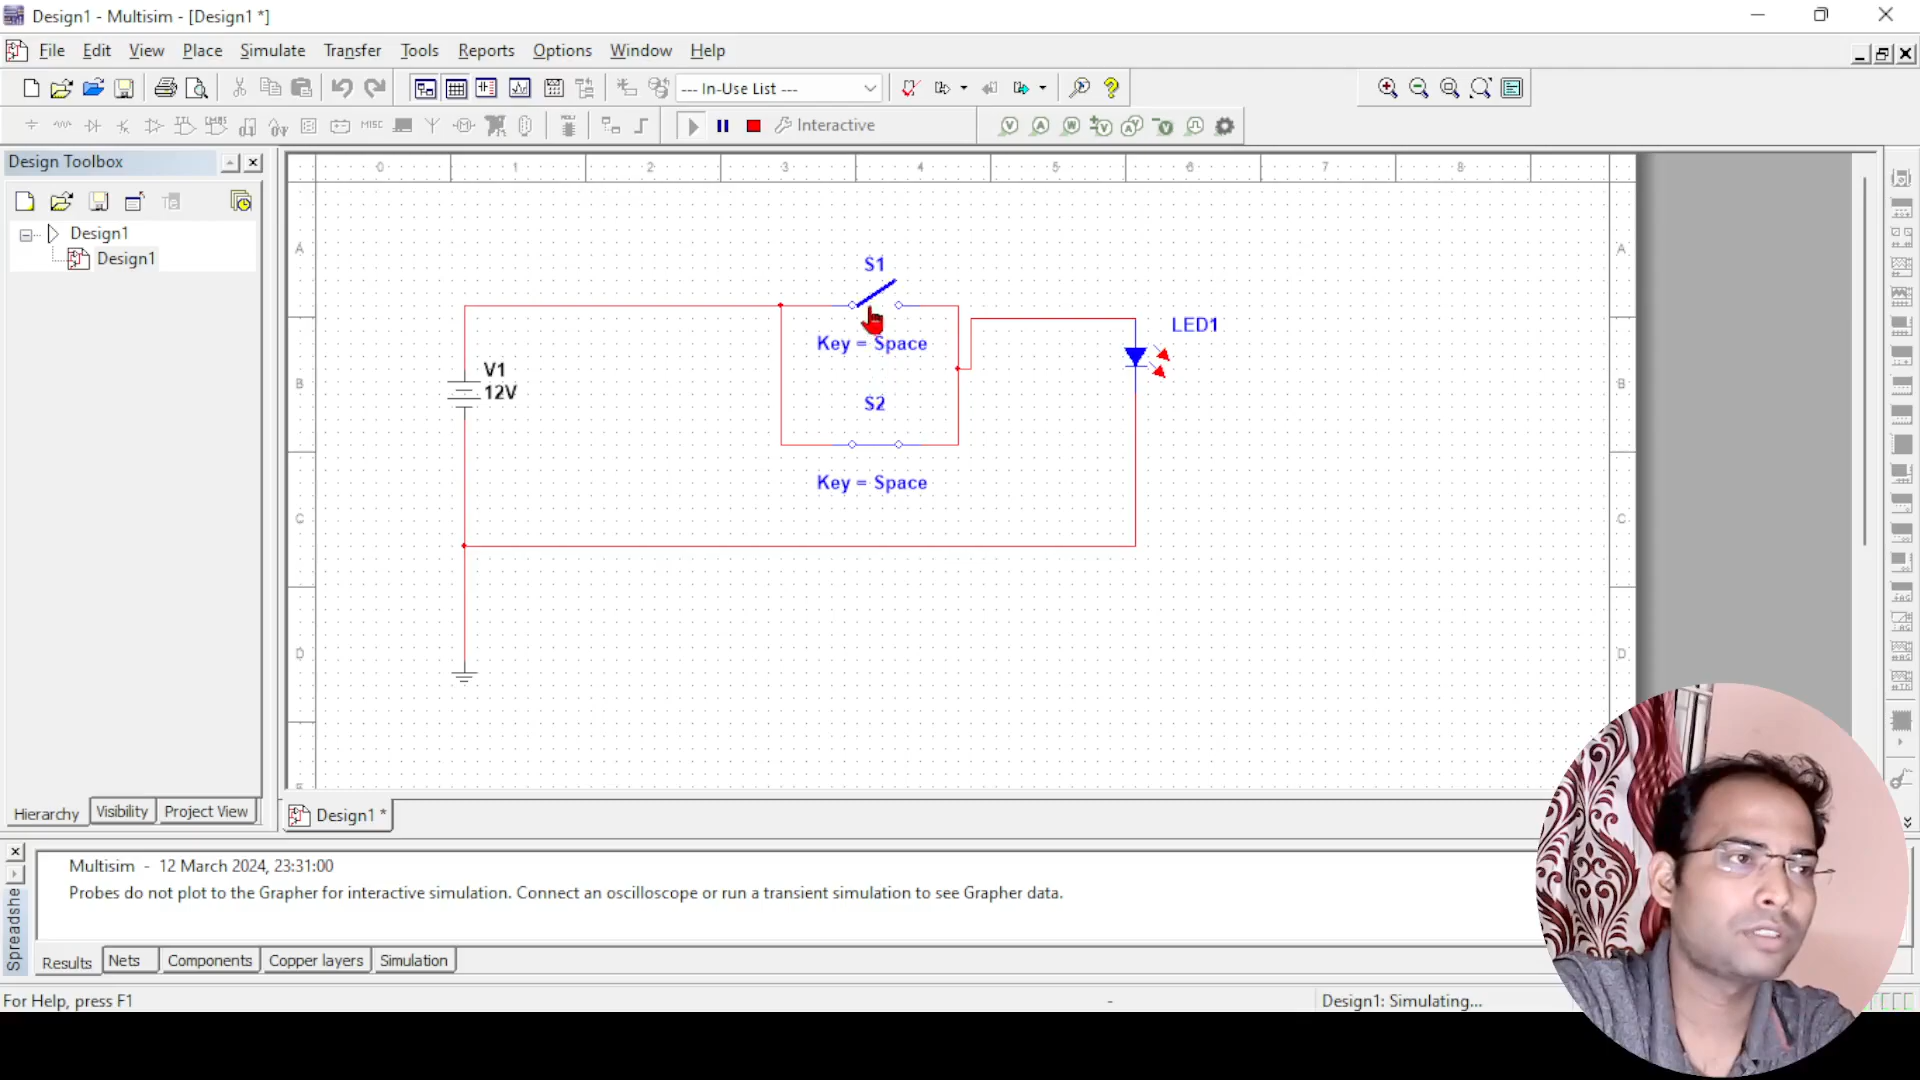 Design1 - Multisim - [Design1 *]
File Edit View Place Simulate Transfer Tools Reports Options Window Help
--- In-Use List ---
MISC Interactive
Design Toolbox
0 1 2 3 4 5 6 7 8
Design1
Design1
A A
S1
Key = Space
LED1
V1
12V
B B
S2
Key = Space
C C
D D
Hierarchy Visibility Project View
Design1 *
Multisim - 12 March 2024, 23:31:00
Probes do not plot to the Grapher for interactive simulation. Connect an oscilloscope or run a transient simulation to see Grapher data.
Spreadshe
Results Nets Components Copper layers Simulation
For Help, press F1 - Design1: Simulating...